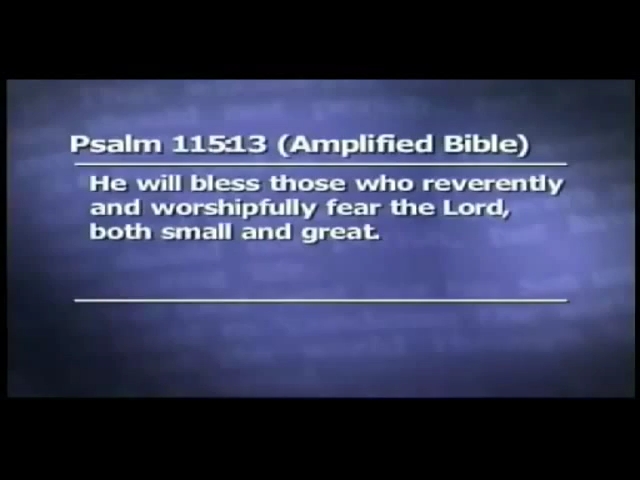 Psalm 115:13 (Amplified Bible)
He will bless those who reverently
and worshipfully fear the Lord,
both small and great.